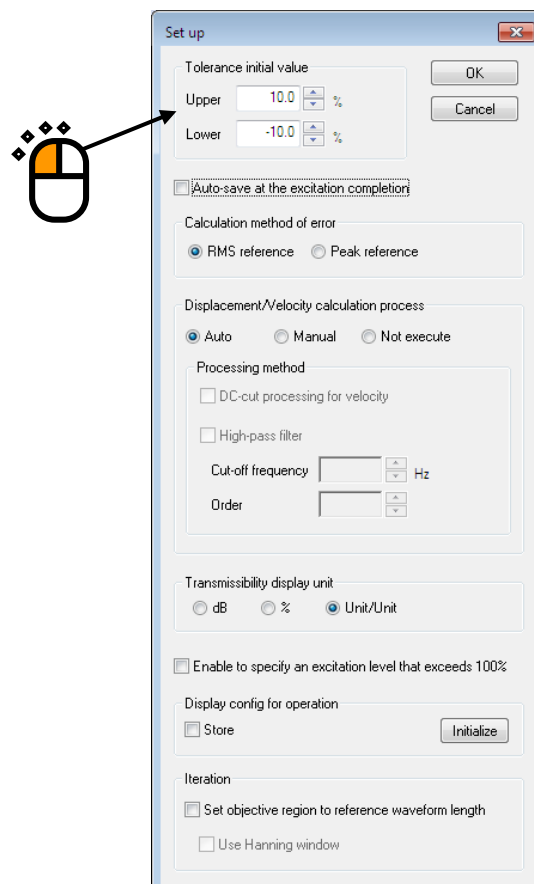 Set up
Tolerance initial value
Upper 10.0 %
OK
Lower -10.0 %
Cancel
Auto-save at the excitation completion
Calculation method of error
RMS reference Peak reference
Displacement/Velocity calculation process
Auto Manual Not execute
Processing method
DC-cut processing for velocity
High-pass filter
Cut-off frequency Hz
Order
Transmissibility display unit
dB % Unit/Unit
Enable to specify an excitation level that exceeds 100%
Display config for operation
Store Initialize
Iteration
Set objective region to reference waveform length
Use Hanning window